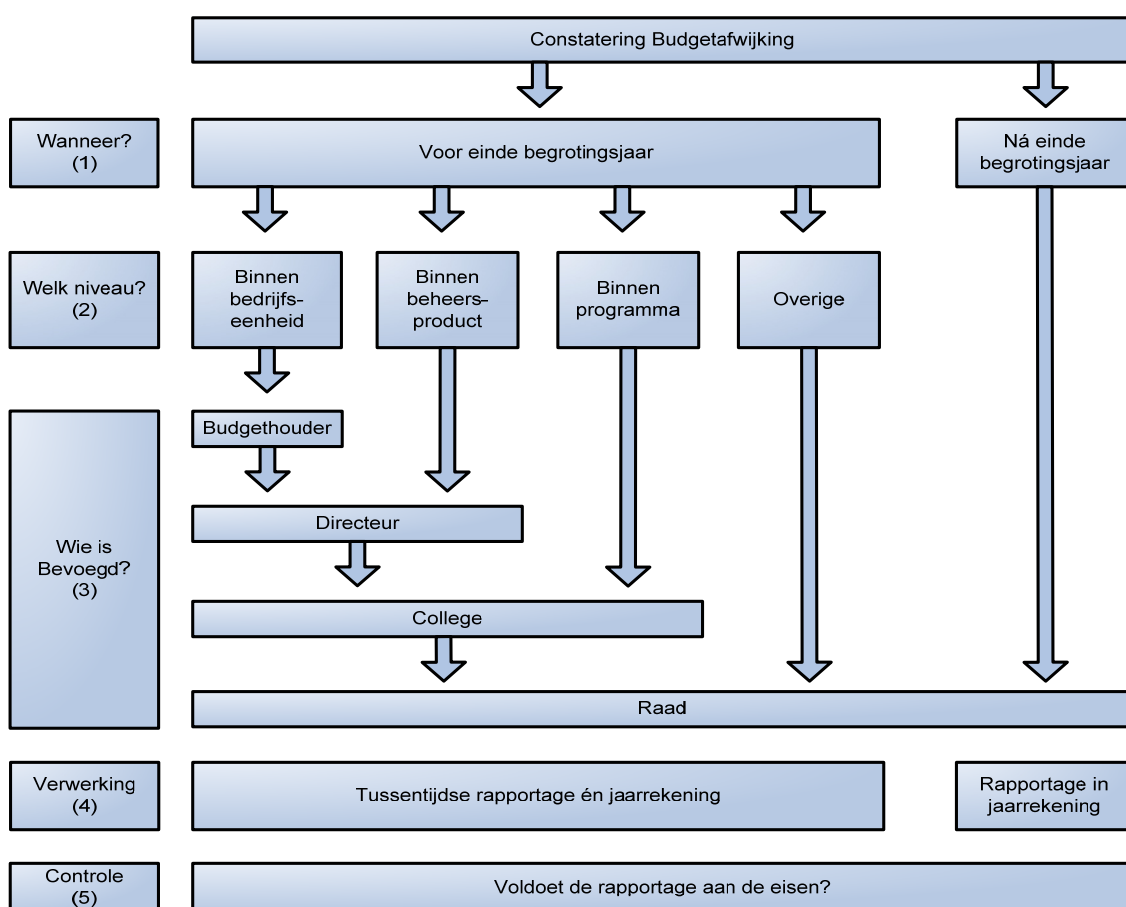 Constatering Budgetafwijking
Wanneer?
(1)
Voor einde begrotingsjaar
Ná einde
begrotingsjaar
Welk niveau?
(2)
Binnen
bedrijfs-
eenheid
Binnen
beheers-
product
Binnen
programma
Overige
Wie is
Bevoegd?
(3)
Budgethouder
Directeur
College
Raad
Verwerking
(4)
Tussentijdse rapportage én jaarrekening
Rapportage in
jaarrekening
Controle
(5)
Voldoet de rapportage aan de eisen?